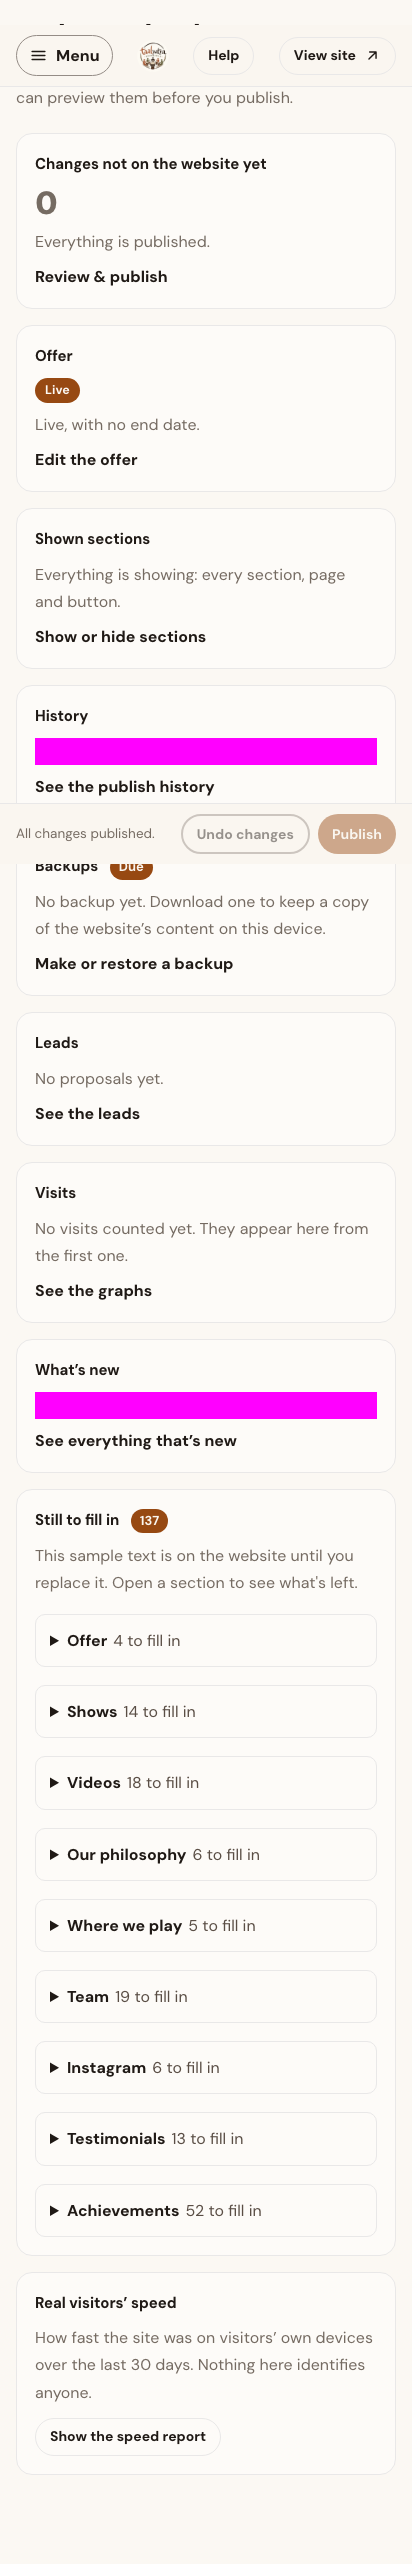 Menu
Help
View site
can preview them before you publish.
Changes not on the website yet
0
Everything is published.
Review & publish
Offer
Live
Live, with no end date.
Edit the offer
Shown sections
Everything is showing: every section, page
and button.
Show or hide sections
History
See the publish history
All changes published.
Undo changes
Publish
Backups
Due
No backup yet. Download one to keep a copy
of the website’s content on this device.
Make or restore a backup
Leads
No proposals yet.
See the leads
Visits
No visits counted yet. They appear here from
the first one.
See the graphs
What’s new
See everything that’s new
Still to fill in 137
This sample text is on the website until you
replace it. Open a section to see what's left.
Offer 4 to fill in
Shows 14 to fill in
Videos 18 to fill in
Our philosophy 6 to fill in
Where we play 5 to fill in
Team 19 to fill in
Instagram 6 to fill in
Testimonials 13 to fill in
Achievements 52 to fill in
Real visitors’ speed
How fast the site was on visitors’ own devices
over the last 30 days. Nothing here identifies
anyone.
Show the speed report